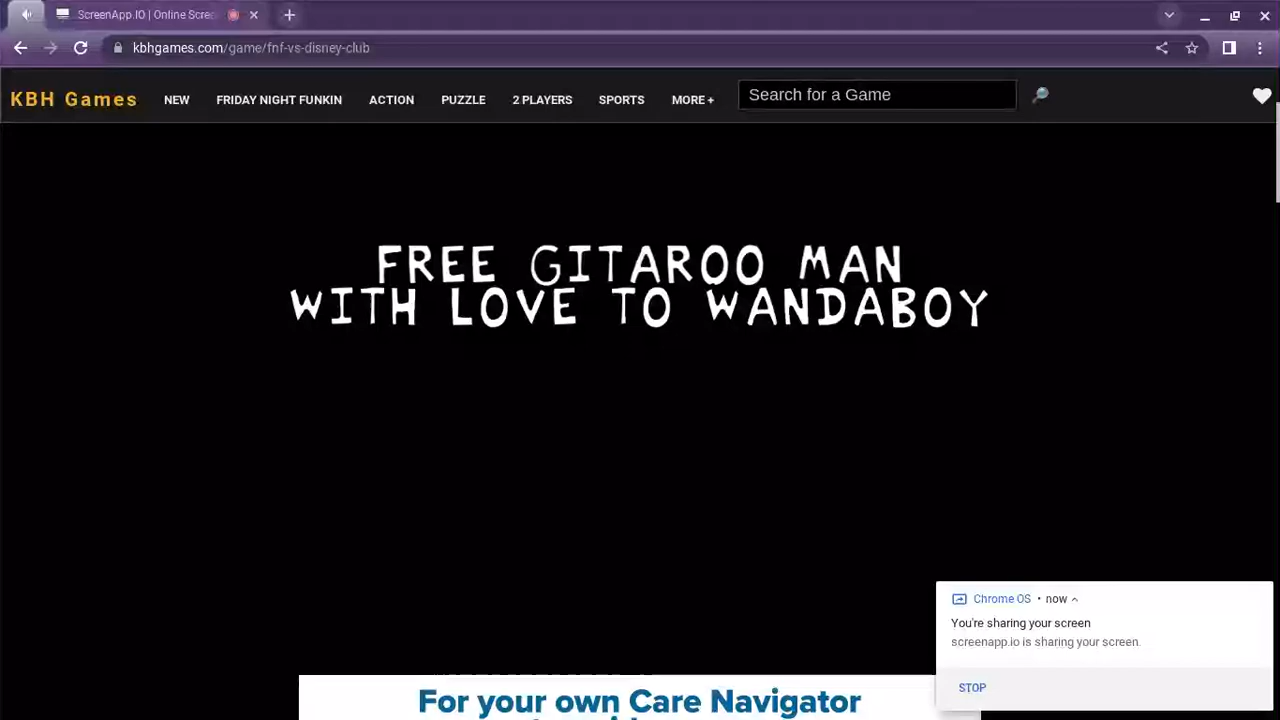 ScreenApp.IO | Online Scree
kbhgames.com/game/fnf-vs-disney-club
KBH Games NEW FRIDAY NIGHT FUNKIN ACTION PUZZLE 2 PLAYERS SPORTS MORE + Search for a Game
FREE GITAROO MAN
WITH LOVE TO WANDABOY
Chrome OS • now
You're sharing your screen
screenapp.io is sharing your screen.
STOP
For your own Care Navigator